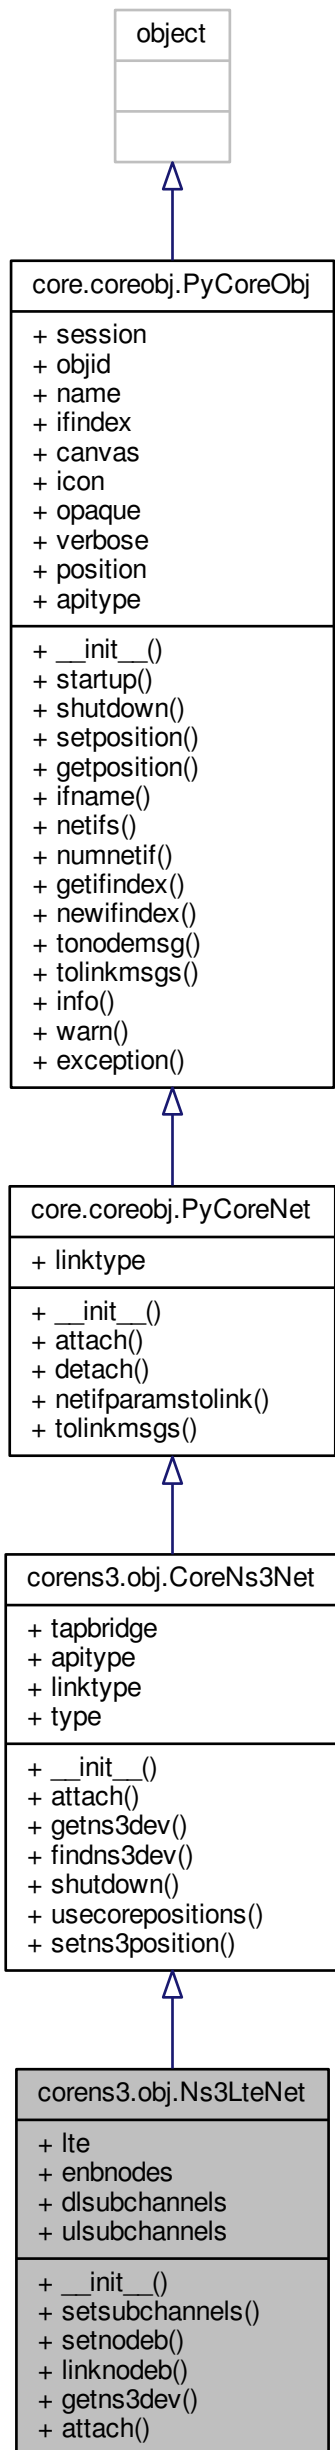 object
core.coreobj.PyCoreObj
+ session
+ objid
+ name
+ ifindex
+ canvas
+ icon
+ opaque
+ verbose
+ position
+ apitype
+ __init__()
+ startup()
+ shutdown()
+ setposition()
+ getposition()
+ ifname()
+ netifs()
+ numnetif()
+ getifindex()
+ newifindex()
+ tonodemsg()
+ tolinkmsgs()
+ info()
+ warn()
+ exception()
core.coreobj.PyCoreNet
+ linktype
+ __init__()
+ attach()
+ detach()
+ netifparamstolink()
+ tolinkmsgs()
corens3.obj.CoreNs3Net
+ tapbridge
+ apitype
+ linktype
+ type
+ __init__()
+ attach()
+ getns3dev()
+ findns3dev()
+ shutdown()
+ usecorepositions()
+ setns3position()
corens3.obj.Ns3LteNet
+ lte
+ enbnodes
+ dlsubchannels
+ ulsubchannels
+ __init__()
+ setsubchannels()
+ setnodeb()
+ linknodeb()
+ getns3dev()
+ attach()